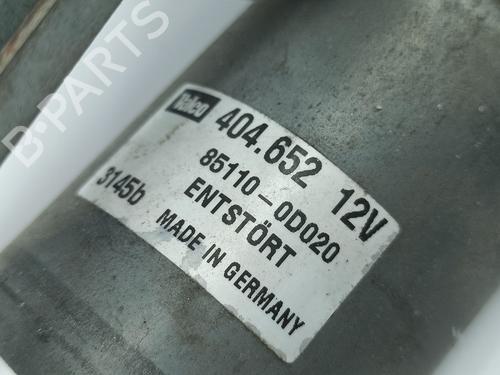 Valeo 404.652 12V
85110-0D020
3145b ENTSTÖRT
MADE IN GERMANY
B-PARTS